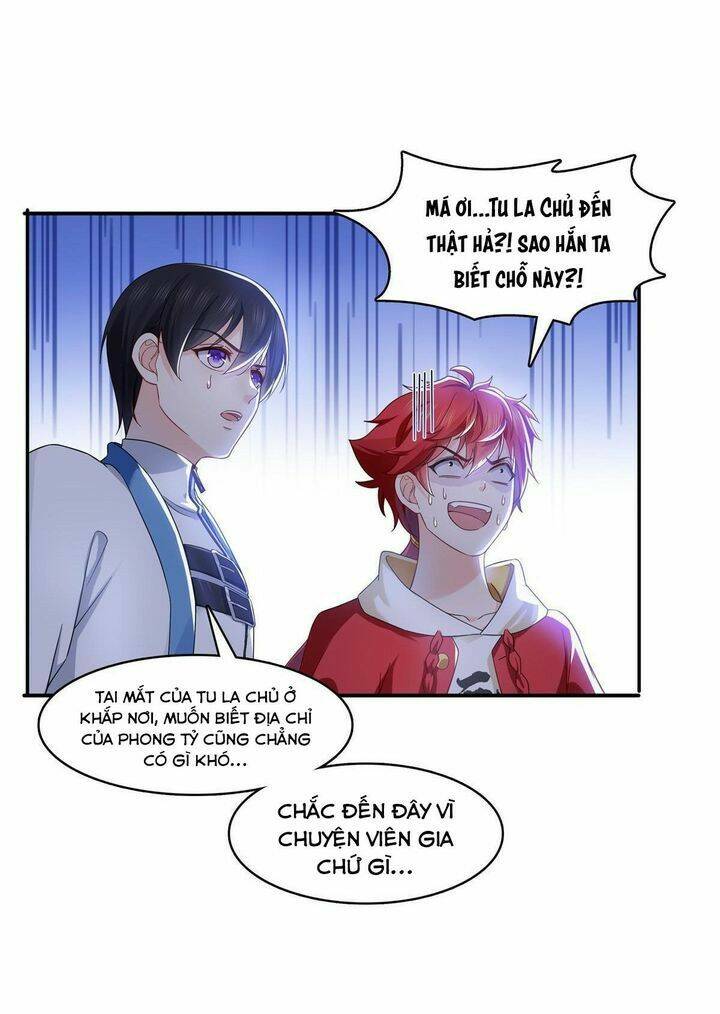 MÁ ƠI...TU LA CHỦ ĐẾN
THẬT HẢ?! SAO HẮN TA
BIẾT CHỖ NÀY?!
TAI MẮT CỦA TU LA CHỦ Ở
KHẮP NƠI, MUỐN BIẾT ĐỊA CHỈ
CỦA PHONG TỶ CŨNG CHẲNG
CÓ GÌ KHÓ...
CHẮC ĐẾN ĐÂY VÌ
CHUYỆN VIÊN GIA
CHỨ GÌ...